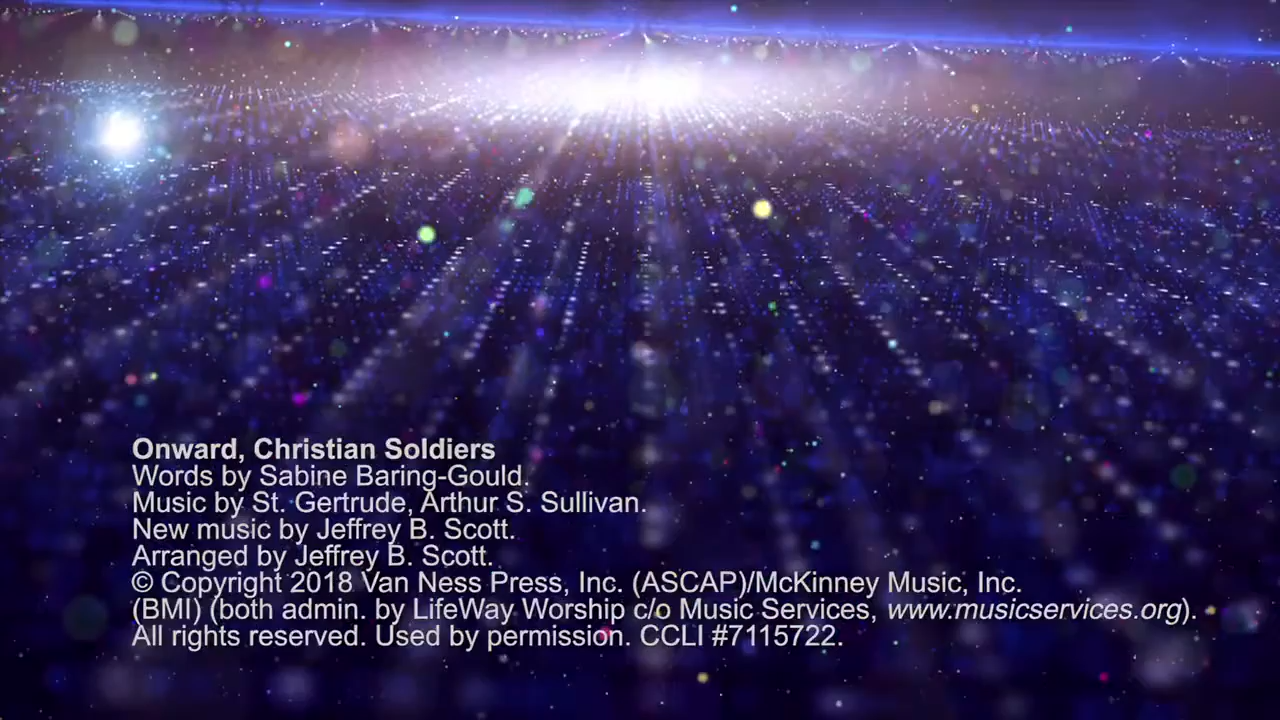 Onward, Christian Soldiers
Words by Sabine Baring-Gould.
Music by St. Gertrude, Arthur S. Sullivan.
New music by Jeffrey B. Scott.
Arranged by Jeffrey B. Scott.
© Copyright 2018 Van Ness Press, Inc. (ASCAP)/McKinney Music, Inc.
(BMI) (both admin. by LifeWay Worship c/o Music Services, www.musicservices.org).
All rights reserved. Used by permission. CCLI #7115722.